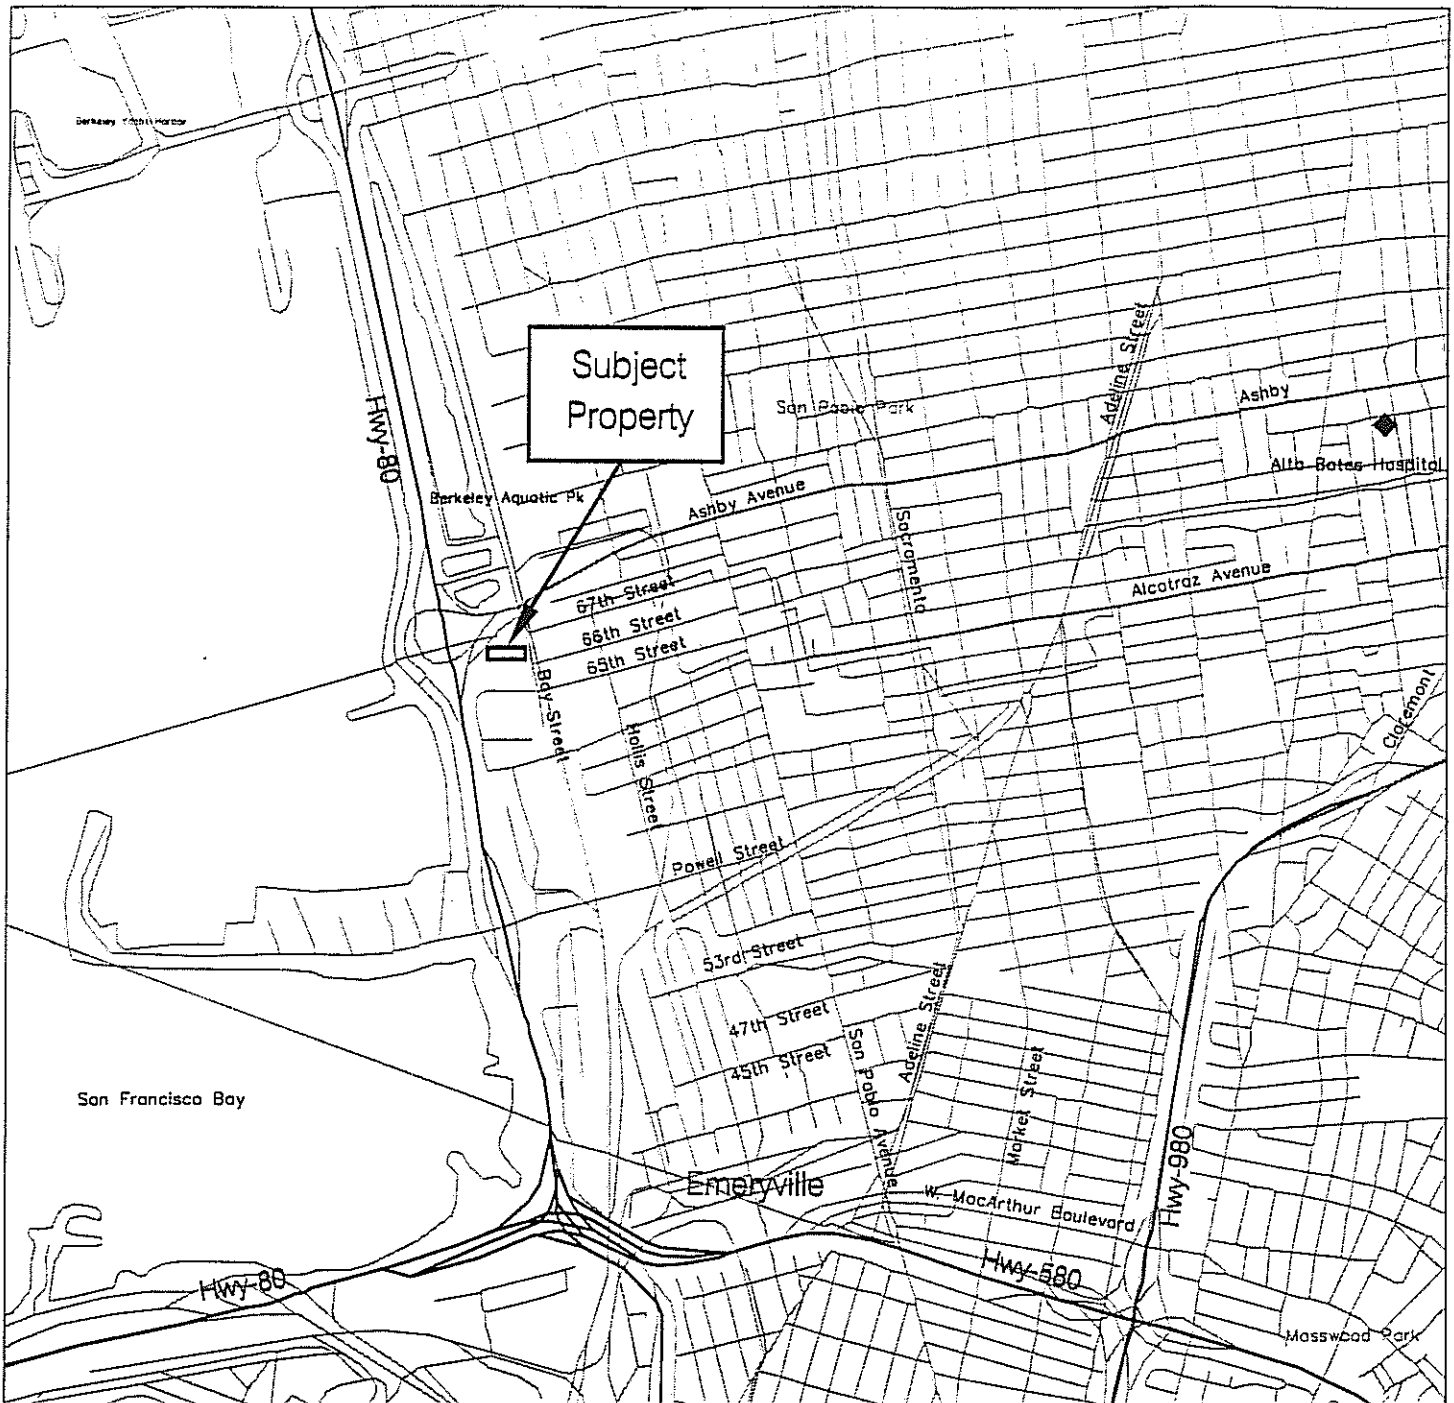 Berkeley Yacht Harbor
Subject
Property
Hwy-80
San Pablo Park
Adeline Street
Ashby
Alta Bates Hospital
Berkeley Aquatic Pk
Ashby Avenue
Sacramento
67th Street
66th Street
65th Street
Alcatraz Avenue
Bay Street
Hollis Street
Claremont
Powell Street
53rd Street
47th Street
45th Street
San Pablo Avenue
Adeline Street
Market Street
San Francisco Bay
Emeryville
W. MacArthur Boulevard
Hwy-980
Hwy-80
Hwy-580
Mosswood Park